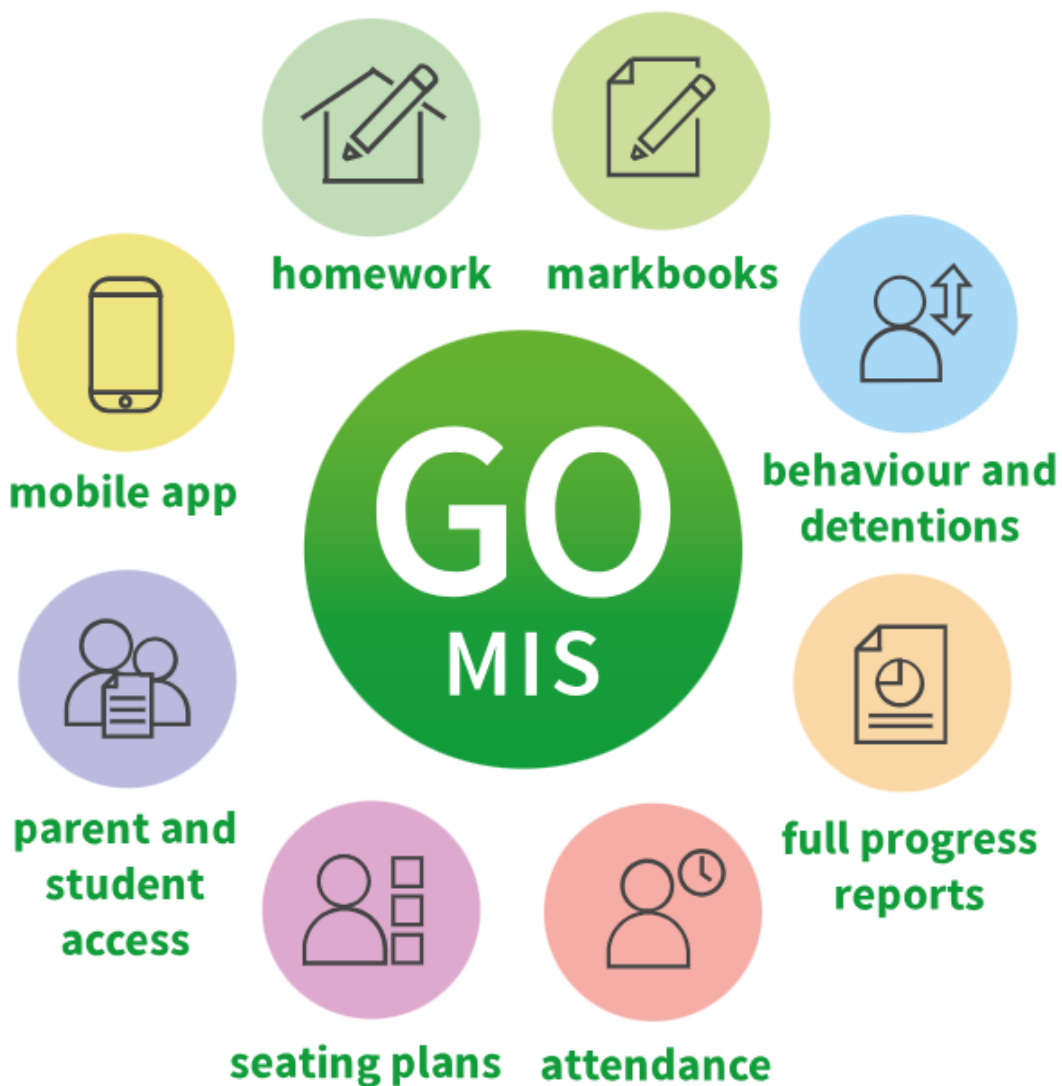 homework
markbooks
mobile app
behaviour and
detentions
GO
MIS
parent and
student
access
full progress
reports
seating plans
attendance